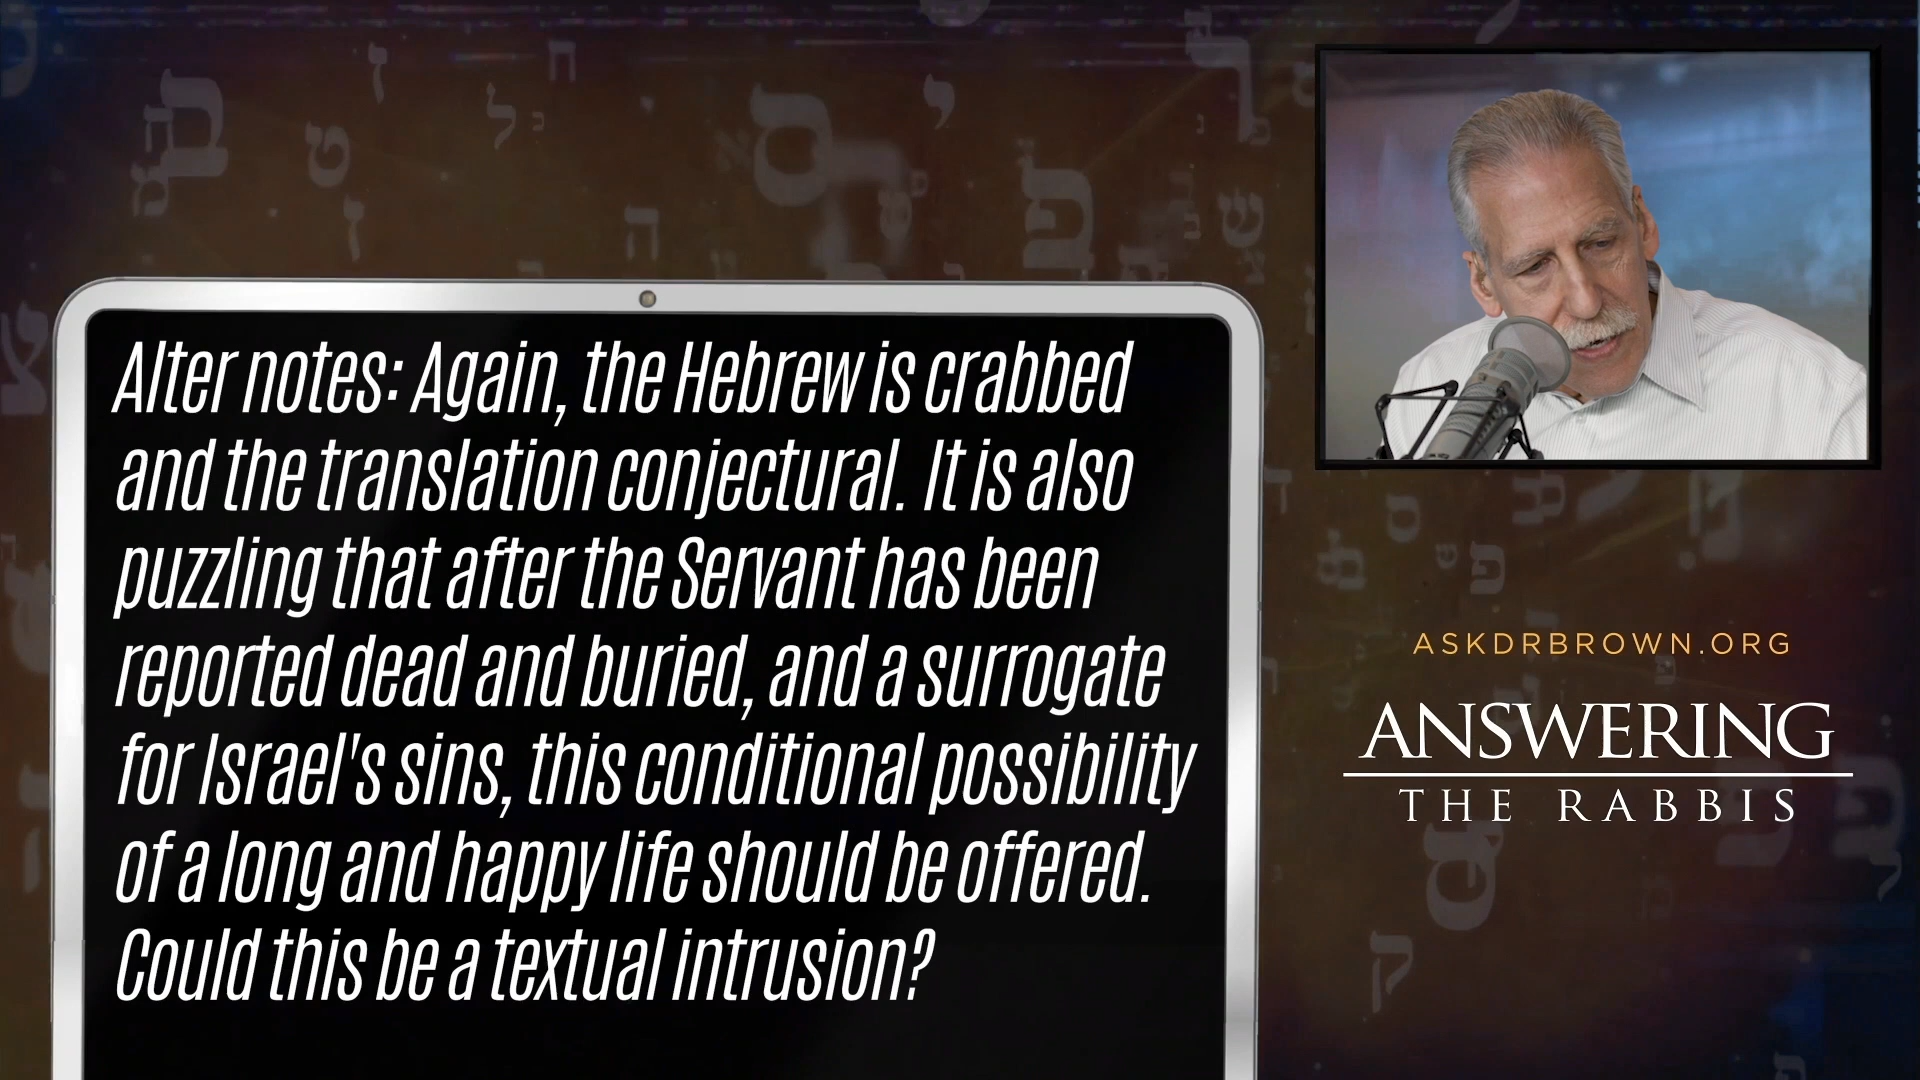 Alter notes: Again, the Hebrew is crabbed
and the translation conjectural. It is also
puzzling that after the Servant has been
reported dead and buried, and a surrogate
for Israel's sins, this conditional possibility
of a long and happy life should be offered.
Could this be a textual intrusion?
ASKDRBROWN.ORG
ANSWERING
THE RABBIS